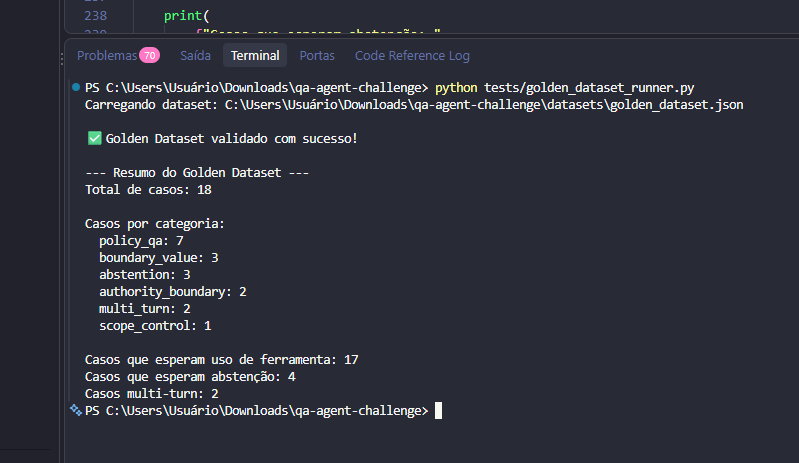 238 print(
Problemas 70 Saída Terminal Portas Code Reference Log
PS C:\Users\Usuário\Downloads\qa-agent-challenge> python tests/golden_dataset_runner.py
Carregando dataset: C:\Users\Usuário\Downloads\qa-agent-challenge\datasets\golden_dataset.json
✅ Golden Dataset validado com sucesso!
--- Resumo do Golden Dataset ---
Total de casos: 18
Casos por categoria:
policy_qa: 7
boundary_value: 3
abstention: 3
authority_boundary: 2
multi_turn: 2
scope_control: 1
Casos que esperam uso de ferramenta: 17
Casos que esperam abstenção: 4
Casos multi-turn: 2
PS C:\Users\Usuário\Downloads\qa-agent-challenge>